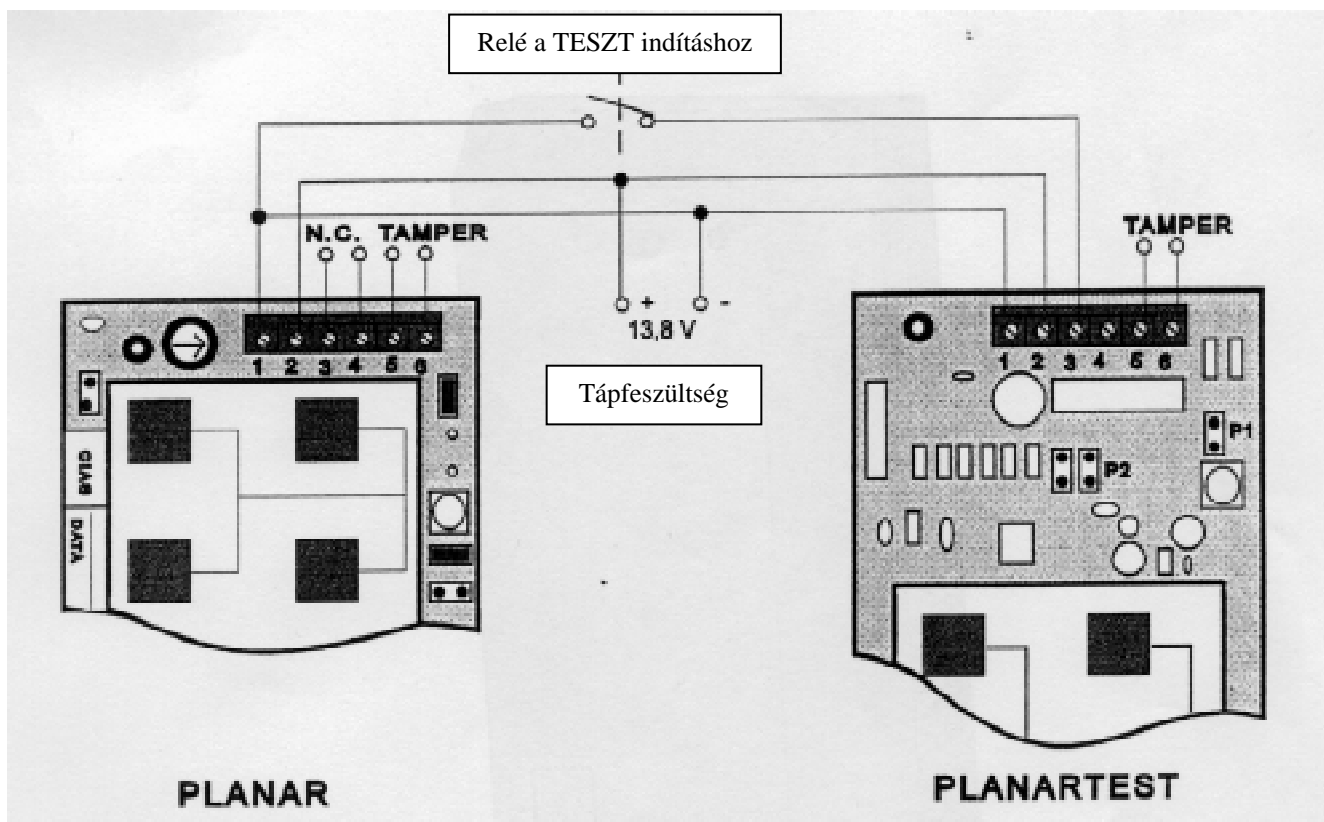 Relé a TESZT indításhoz
N.C. TAMPER
TAMPER
+ -
13,8 V
Tápfeszültség
1 2 3 4 5 6
1 2 3 4 5 6
P1
P2
DATA
PLANAR
PLANARTEST